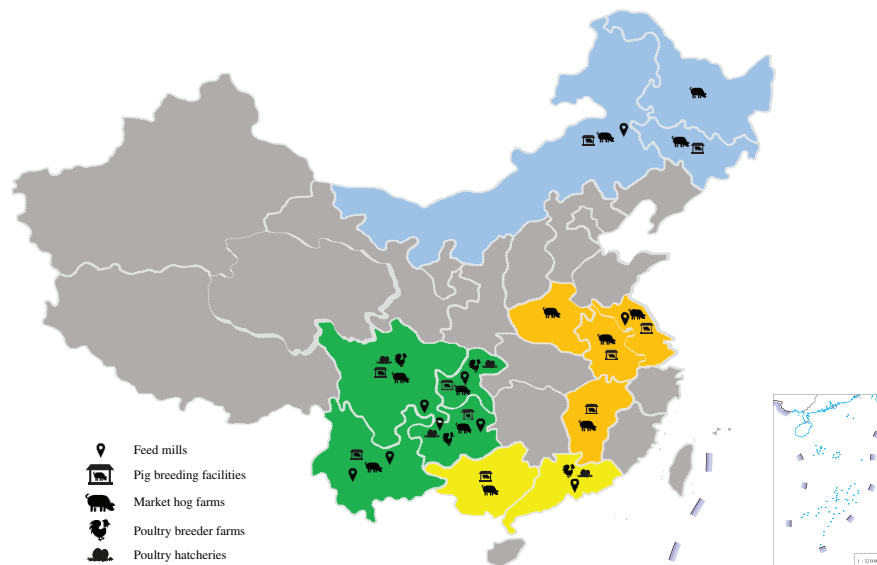 Feed mills
Pig breeding facilities
Market hog farms
Poultry breeder farms
Poultry hatcheries